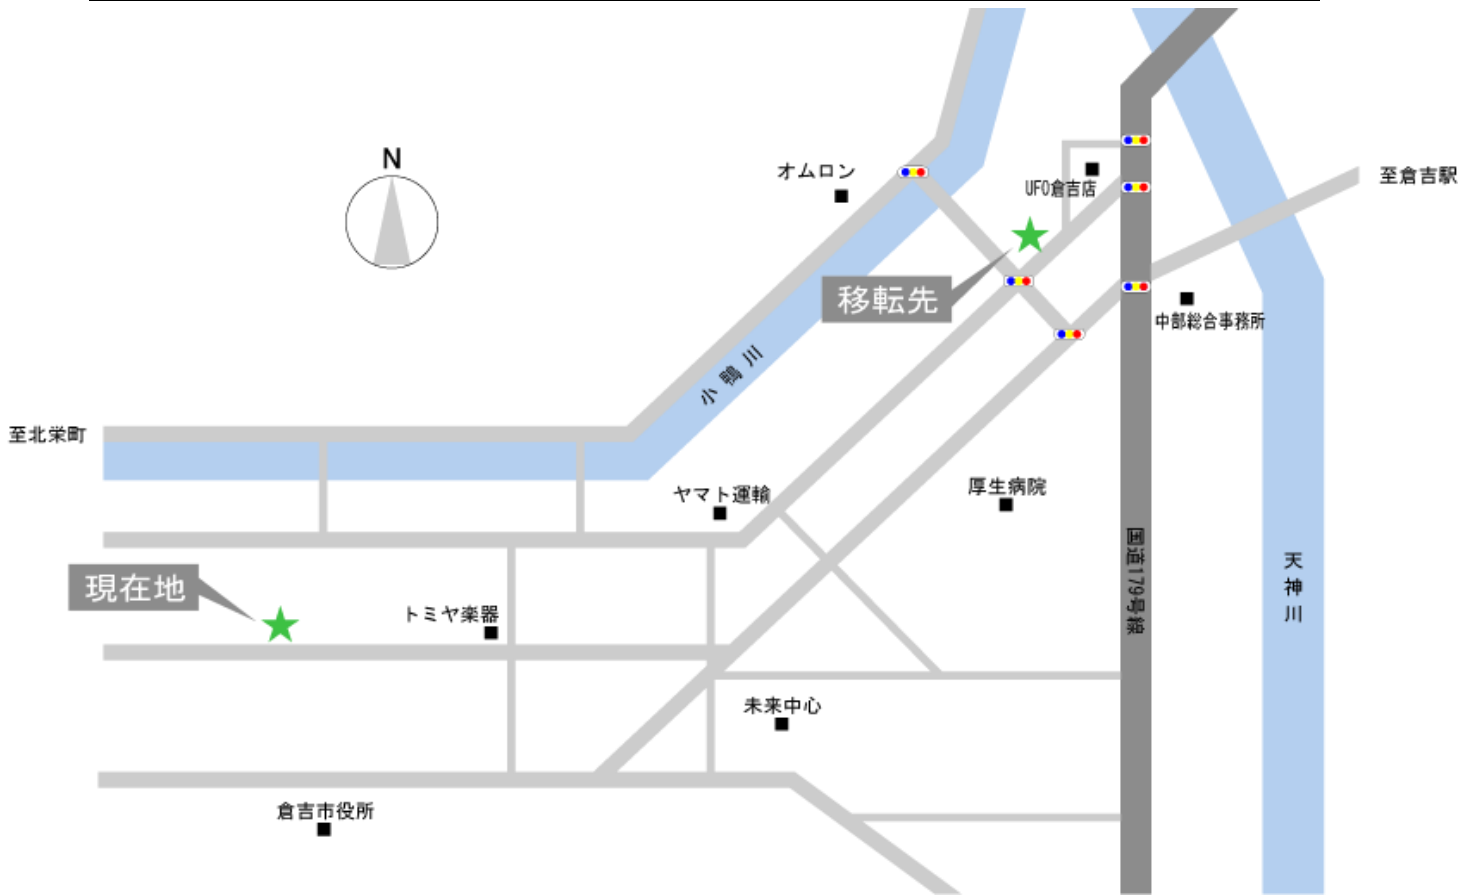 N
オムロン
UFO倉吉店
至倉吉駅
移転先
中部総合事務所
小鴨川
至北栄町
ヤマト運輸
厚生病院
国道179号線
天神川
現在地
トミヤ楽器
未来中心
倉吉市役所